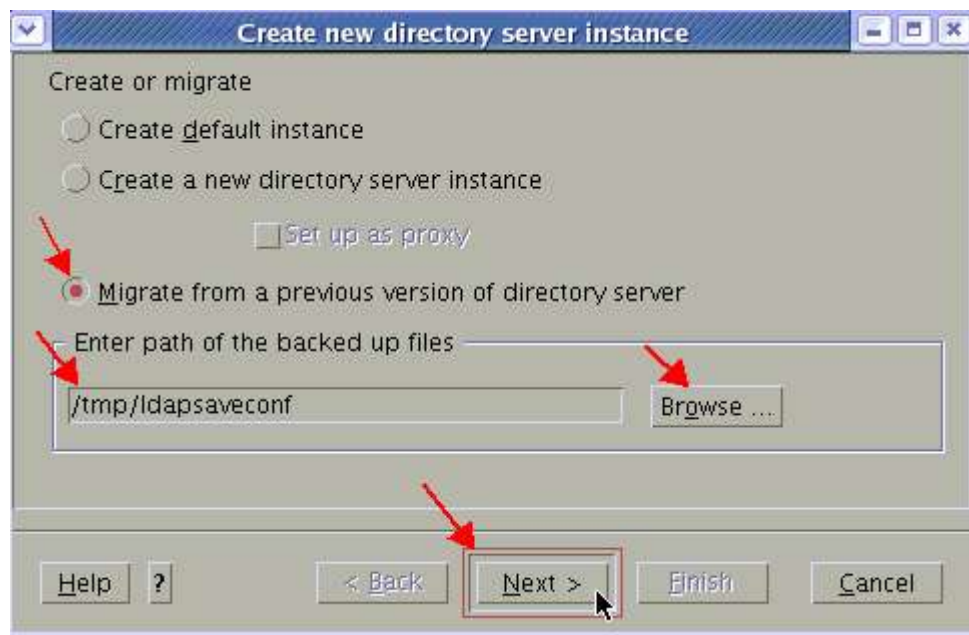 Create new directory server instance
Create or migrate
Create default instance
Create a new directory server instance
Set up as proxy
Migrate from a previous version of directory server
Enter path of the backed up files
/tmp/ldapsaveconf
Browse ...
Help ? < Back Next > Finish Cancel